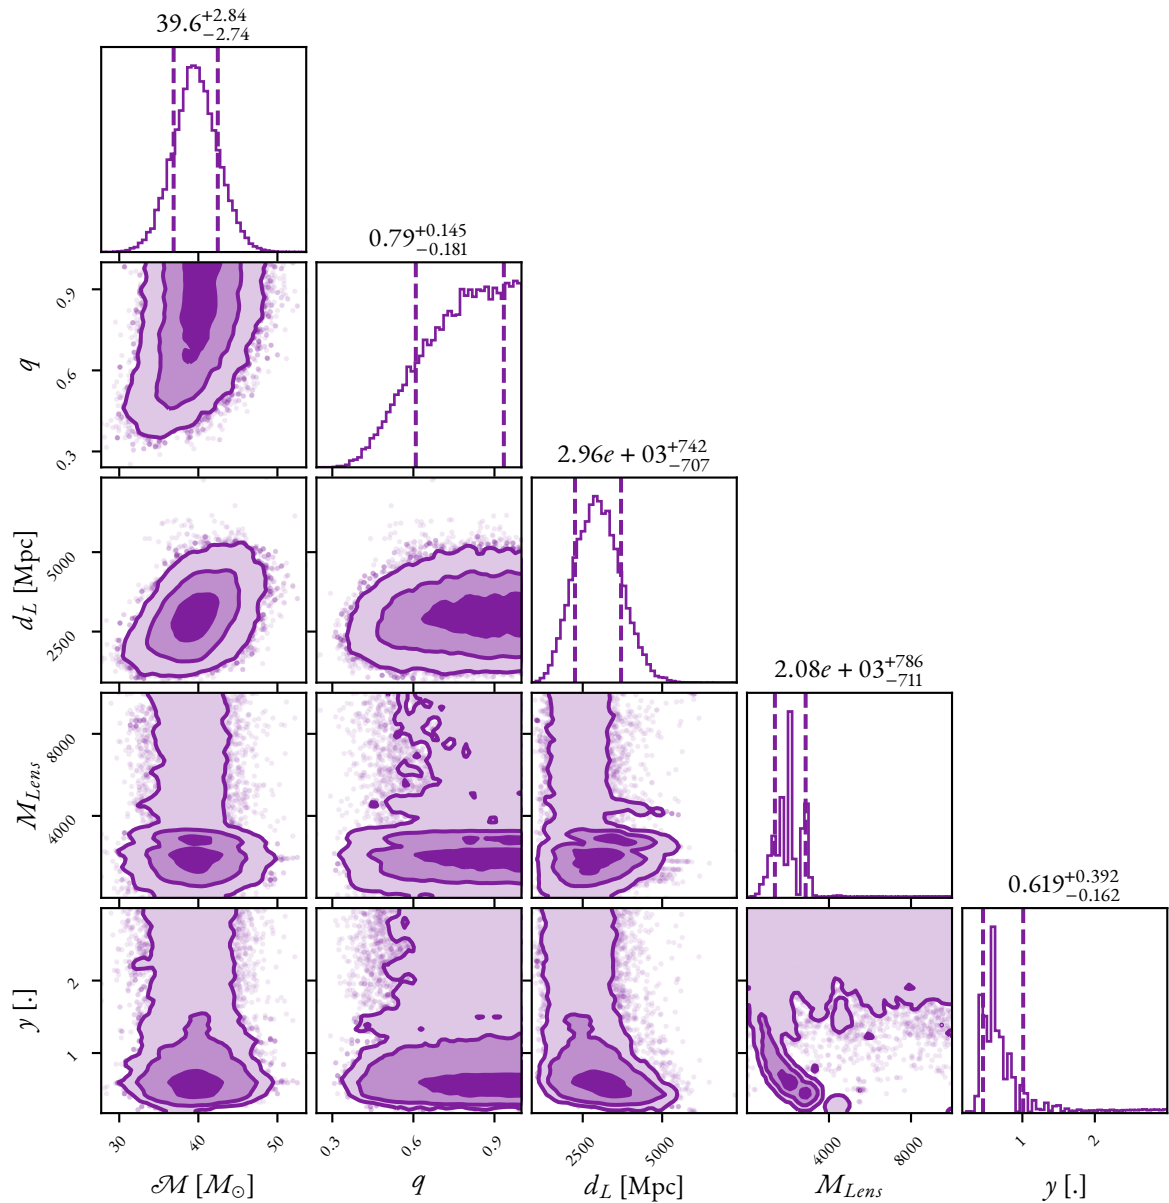 39.6+2.84−2.74
0.79+0.145−0.181
0.9
0.6
0.3
q
2.96e + 03+742−707
5000
2500
d_L [Mpc]
2.08e + 03+786−711
8000
4000
M_Lens
0.619+0.392−0.162
2
1
y [.]
30 40 50
0.3 0.6 0.9
2500 5000
4000 8000
1 2
ℳ [M⊙]
q
d_L [Mpc]
M_Lens
y [.]